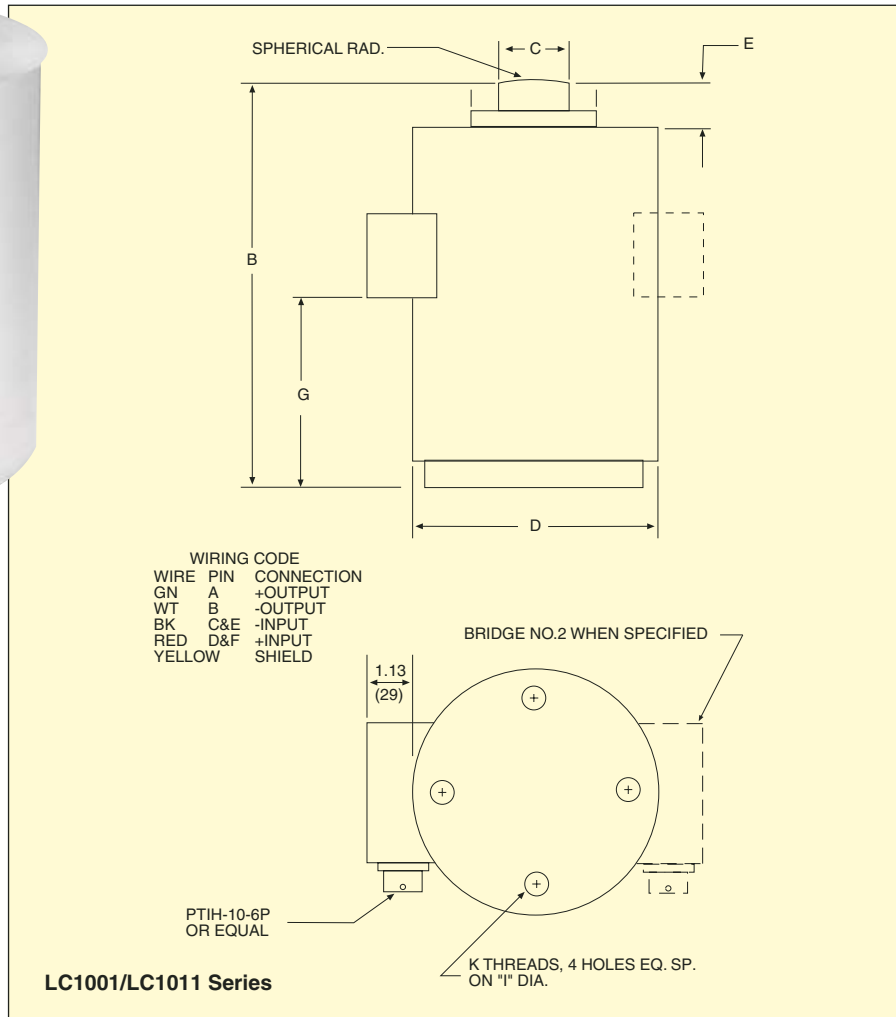 SPHERICAL RAD.
C
E
B
G
D
WIRING CODE
WIRE PIN CONNECTION
GN A +OUTPUT
WT B -OUTPUT
BK C&E -INPUT
RED D&F +INPUT
YELLOW SHIELD
BRIDGE NO.2 WHEN SPECIFIED
1.13
(29)
PTIH-10-6P
OR EQUAL
K THREADS, 4 HOLES EQ. SP.
ON "I" DIA.
LC1001/LC1011 Series